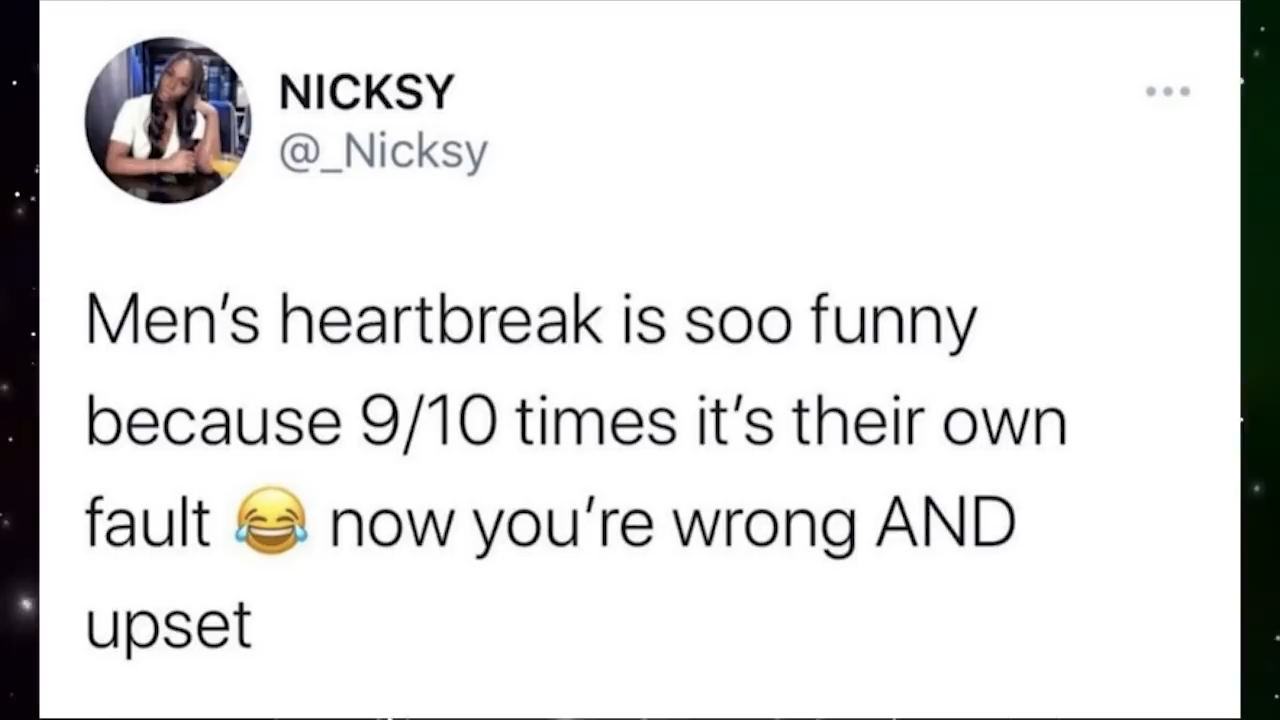 NICKSY
@_Nicksy
Men’s heartbreak is soo funny
because 9/10 times it’s their own
fault 😂 now you’re wrong AND
upset